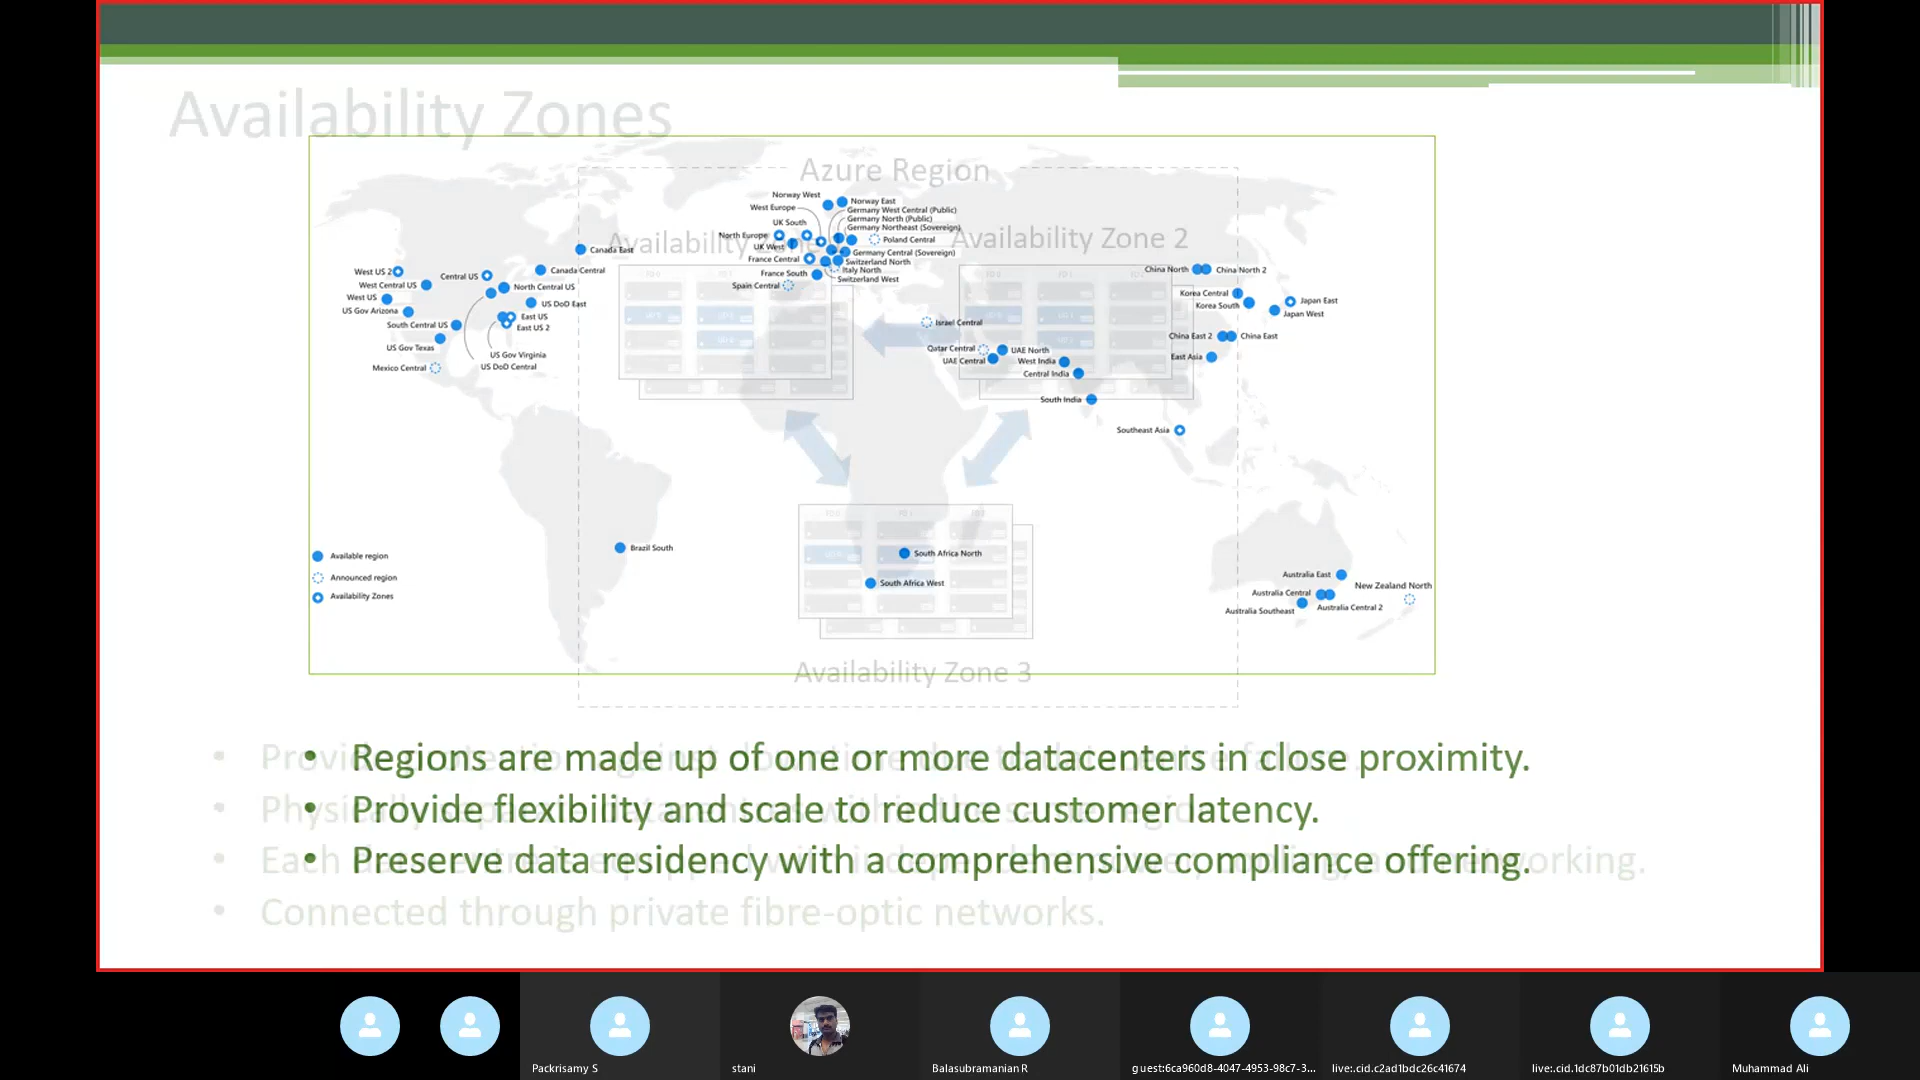 Availability Zones
Azure Region
Norway West
Norway East
West Europe
Germany West Central (Public)
Germany North (Public)
UK South
Germany Northeast (Sovereign)
North Europe
Poland Central
UK West
Availability
Availability Zone 2
Germany Central (Sovereign)
France Central
Switzerland North
Italy North
France South
Switzerland West
Spain Central
Canada East
Canada Central
West US 2
Central US
West Central US
North Central US
West US
US DoD East
US Gov Arizona
East US
East US 2
South Central US
US Gov Texas
US Gov Virginia
US DoD Central
Mexico Central
China North
China North 2
Korea Central
Korea South
Japan East
Japan West
Israel Central
China East 2
China East
Qatar Central
UAE North
UAE Central
West India
East Asia
Central India
South India
Southeast Asia
Brazil South
South Africa North
South Africa West
Available region
Announced region
Availability Zones
Australia East
New Zealand North
Australia Central
Australia Central 2
Australia Southeast
Availability Zone 3
• Regions are made up of one or more datacenters in close proximity.
• Provide flexibility and scale to reduce customer latency.
• Preserve data residency with a comprehensive compliance offering.
• Connected through private fibre-optic networks.
Packrisamy S
stani
Balasubramanian R
guest:6ca960d8-4047-4953-98c7-3...
live:.cid.c2ad1bdc26c41674
live:.cid.1dc87b01db21615b
Muhammad Ali